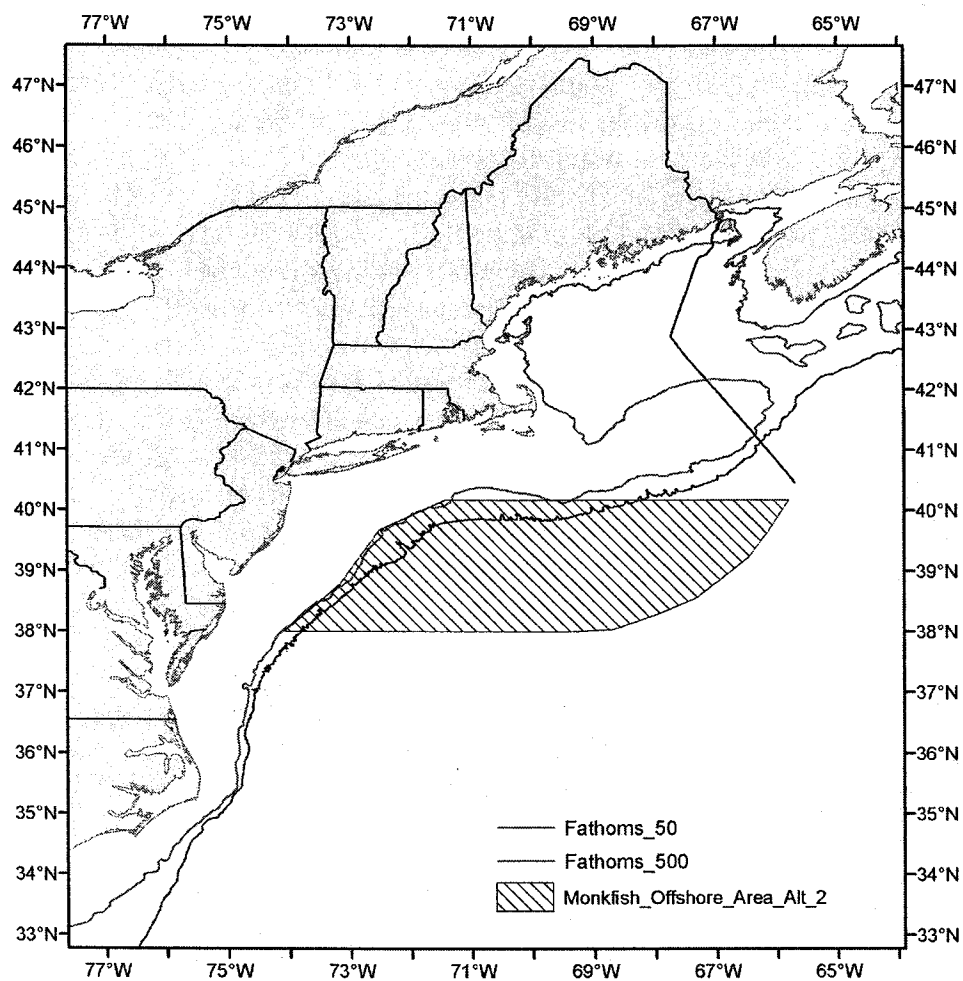 77°W 75°W 73°W 71°W 69°W 67°W 65°W
47°N 47°N
46°N 46°N
45°N 45°N
44°N 44°N
43°N 43°N
42°N 42°N
41°N 41°N
40°N 40°N
39°N 39°N
38°N 38°N
37°N 37°N
36°N 36°N
35°N 35°N
34°N 34°N
33°N 33°N
Fathoms_50
Fathoms_500
Monkfish_Offshore_Area_Alt_2
77°W 75°W 73°W 71°W 69°W 67°W 65°W